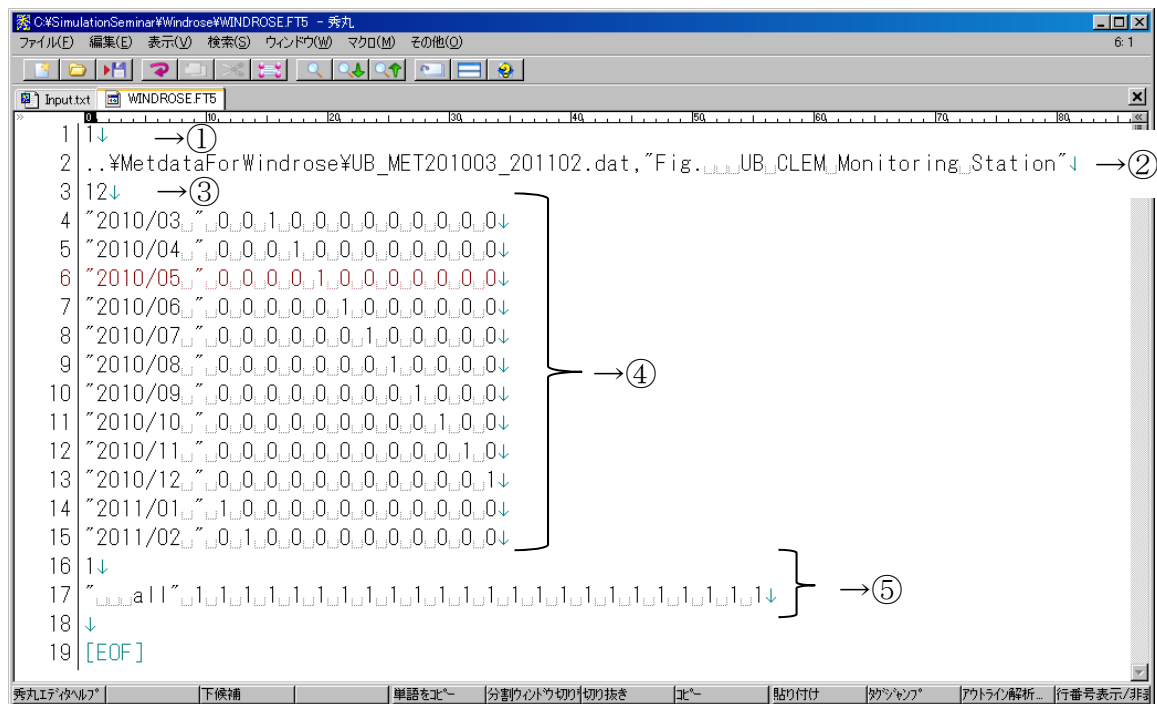 C:¥SimulationSeminar¥Windrose¥WINDROSE.FT5 - 秀丸
ファイル(F) 編集(E) 表示(V) 検索(S) ウィンドウ(W) マクロ(M) その他(O) 6: 1
Input.txt WINDROSE.FT5
0 10 20 30 40 50 60 70 80
1 1↓ →①
2 ..¥MetdataForWindrose¥UB_MET201003_201102.dat,"Fig.   UB CLEM Monitoring Station"↓ →②
3 12↓ →③
4 "2010/03 " 0 0 1 0 0 0 0 0 0 0 0 0↓
5 "2010/04 " 0 0 0 1 0 0 0 0 0 0 0 0↓
6 "2010/05 " 0 0 0 0 1 0 0 0 0 0 0 0↓
7 "2010/06 " 0 0 0 0 0 1 0 0 0 0 0 0↓
8 "2010/07 " 0 0 0 0 0 0 1 0 0 0 0 0↓
9 "2010/08 " 0 0 0 0 0 0 0 1 0 0 0 0↓ →④
10 "2010/09 " 0 0 0 0 0 0 0 0 1 0 0 0↓
11 "2010/10 " 0 0 0 0 0 0 0 0 0 1 0 0↓
12 "2010/11 " 0 0 0 0 0 0 0 0 0 0 1 0↓
13 "2010/12 " 0 0 0 0 0 0 0 0 0 0 0 1↓
14 "2011/01 " 1 0 0 0 0 0 0 0 0 0 0 0↓
15 "2011/02 " 0 1 0 0 0 0 0 0 0 0 0 0↓
16 1↓
17 "   all" 1 1 1 1 1 1 1 1 1 1 1 1 1 1 1 1 1 1 1 1 1 1 1 1↓ →⑤
18 ↓
19 [EOF]
秀丸ｴﾃﾞｨﾀﾍﾙﾌﾟ 下候補 単語をｺﾋﾟｰ 分割ウィンドウ切り 切り抜き ｺﾋﾟｰ 貼り付け ﾀｸﾞｼﾞｬﾝﾌﾟ ｱｳﾄﾗｲﾝ解析... 行番号表示/非